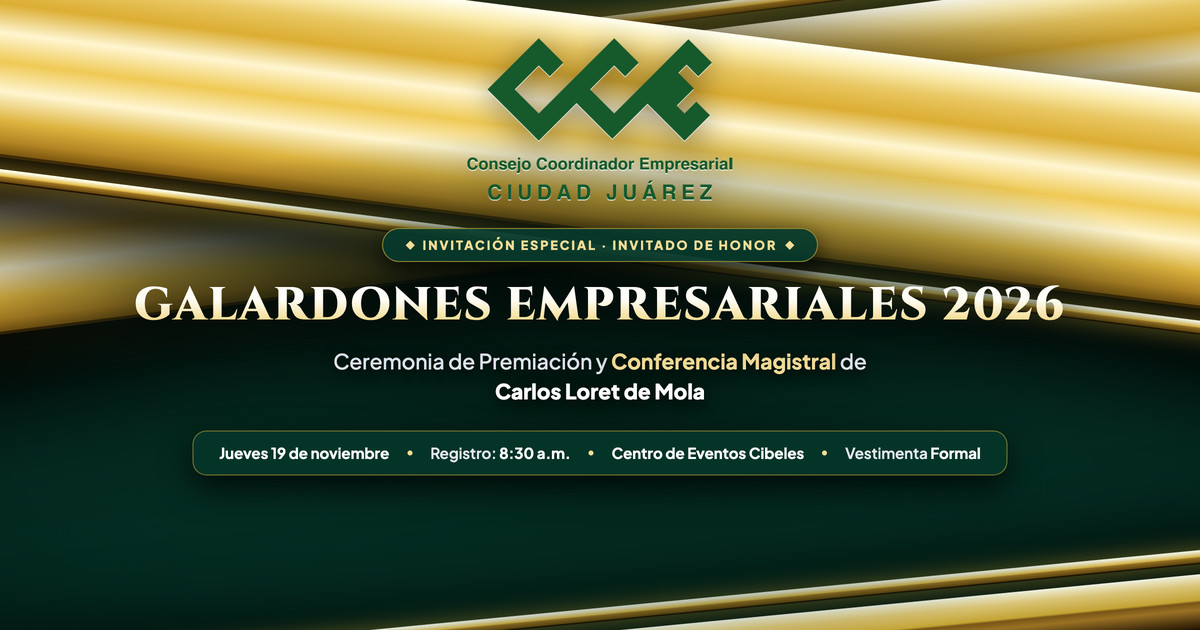 CCE
Consejo Coordinador Empresarial
CIUDAD JUÁREZ
◆ INVITACIÓN ESPECIAL · INVITADO DE HONOR ◆
GALARDONES EMPRESARIALES 2026
Ceremonia de Premiación y Conferencia Magistral de
Carlos Loret de Mola
Jueves 19 de noviembre • Registro: 8:30 a.m. • Centro de Eventos Cibeles • Vestimenta Formal